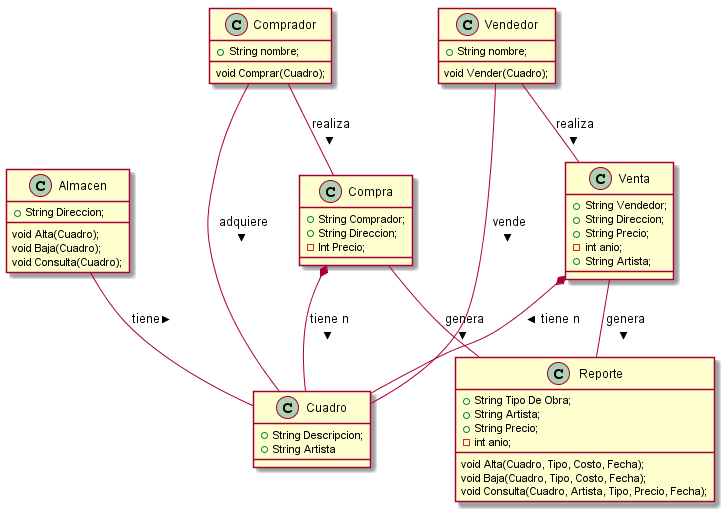 C Comprador
String nombre;
void Comprar(Cuadro);
C Vendedor
String nombre;
void Vender(Cuadro);
realiza
realiza
C Almacen
String Direccion;
void Alta(Cuadro);
void Baja(Cuadro);
void Consulta(Cuadro);
C Compra
String Comprador;
String Direccion;
Int Precio;
C Venta
String Vendedor;
String Direccion;
String Precio;
int anio;
String Artista;
adquiere
vende
tiene
tiene n
genera
tiene n
genera
C Cuadro
String Descripcion;
String Artista
C Reporte
String Tipo De Obra;
String Artista;
String Precio;
int anio;
void Alta(Cuadro, Tipo, Costo, Fecha);
void Baja(Cuadro, Tipo, Costo, Fecha);
void Consulta(Cuadro, Artista, Tipo, Precio, Fecha);